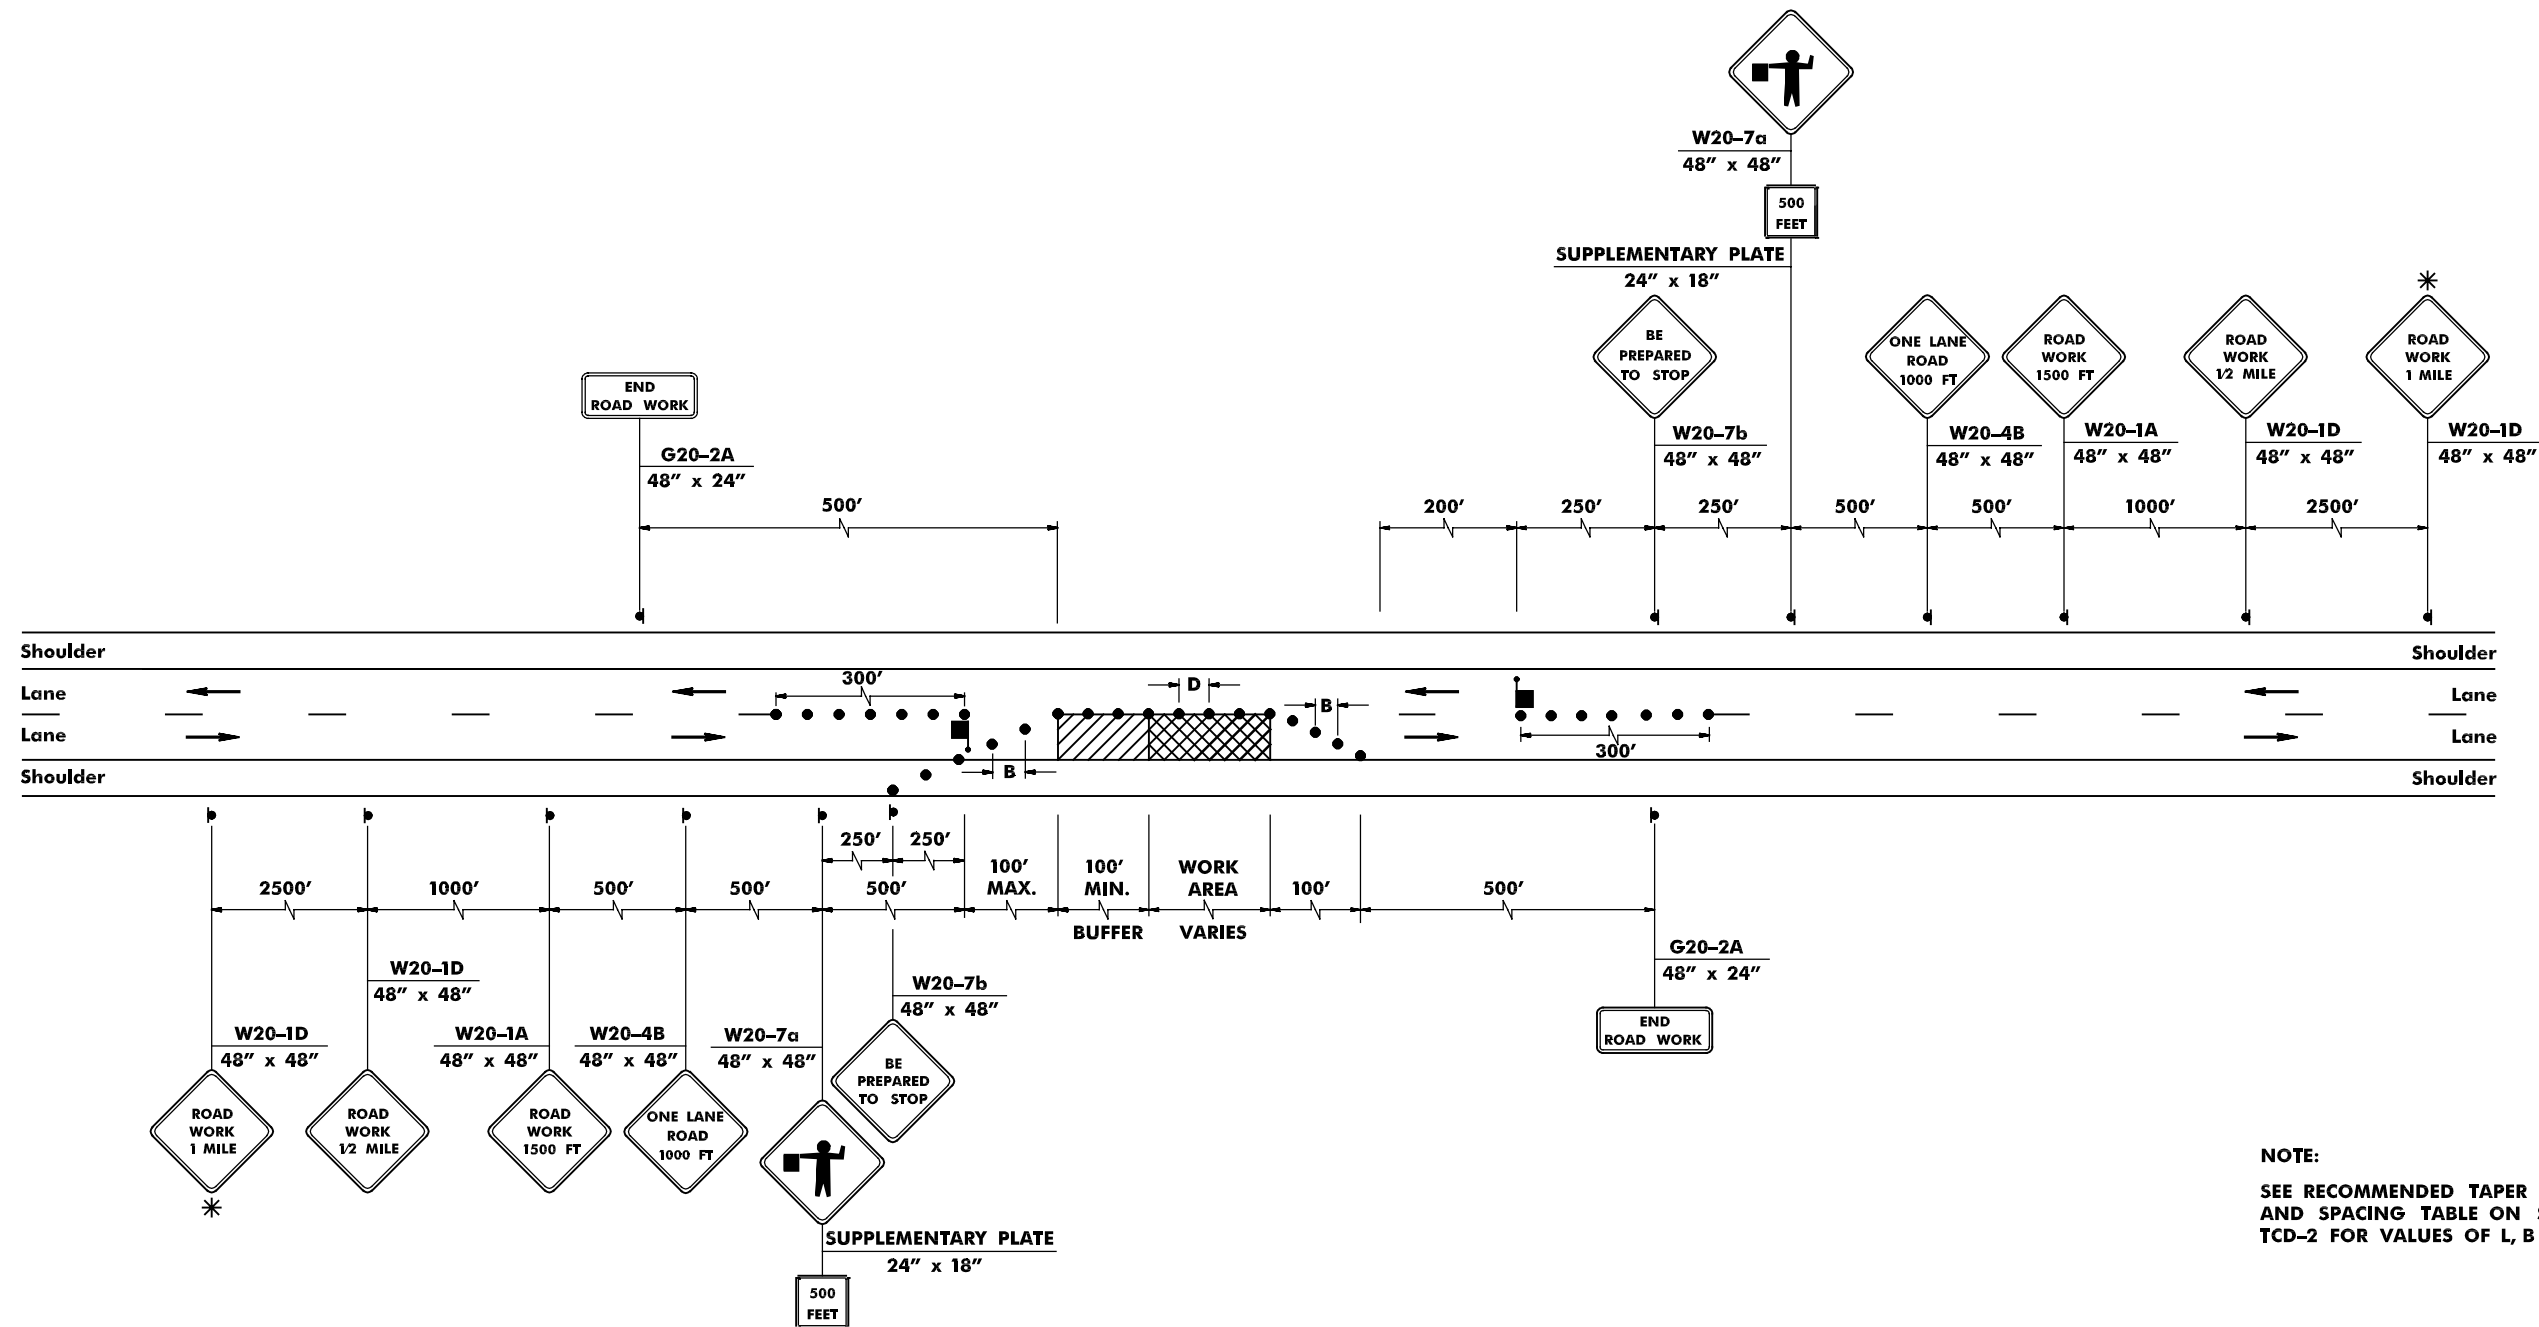 W20–7a
48″ x 48″
500
FEET
SUPPLEMENTARY PLATE
24″ x 18″
BE
PREPARED
TO STOP
ONE LANE
ROAD
1000 FT
ROAD
WORK
1500 FT
ROAD
WORK
1/2 MILE
*
ROAD
WORK
1 MILE
END
ROAD WORK
G20–2A
48″ x 24″
W20–7b
48″ x 48″
W20–4B
48″ x 48″
W20–1A
48″ x 48″
W20–1D
48″ x 48″
W20–1D
48″ x 48″
500′
200′
250′
250′
500′
500′
1000′
2500′
Shoulder
Shoulder
Lane
300′
D
B
Lane
Lane
B
300′
Lane
Shoulder
Shoulder
250′
250′
2500′
1000′
500′
500′
500′
100′
MAX.
100′
MIN.
BUFFER
WORK
AREA
VARIES
100′
500′
W20–1D
48″ x 48″
W20–1D
48″ x 48″
W20–1A
48″ x 48″
W20–4B
48″ x 48″
W20–7a
48″ x 48″
W20–7b
48″ x 48″
G20–2A
48″ x 24″
END
ROAD WORK
ROAD
WORK
1 MILE
*
ROAD
WORK
1/2 MILE
ROAD
WORK
1500 FT
ONE LANE
ROAD
1000 FT
BE
PREPARED
TO STOP
SUPPLEMENTARY PLATE
24″ x 18″
500
FEET
NOTE:
SEE RECOMMENDED TAPER
AND SPACING TABLE ON
TCD–2 FOR VALUES OF L, B